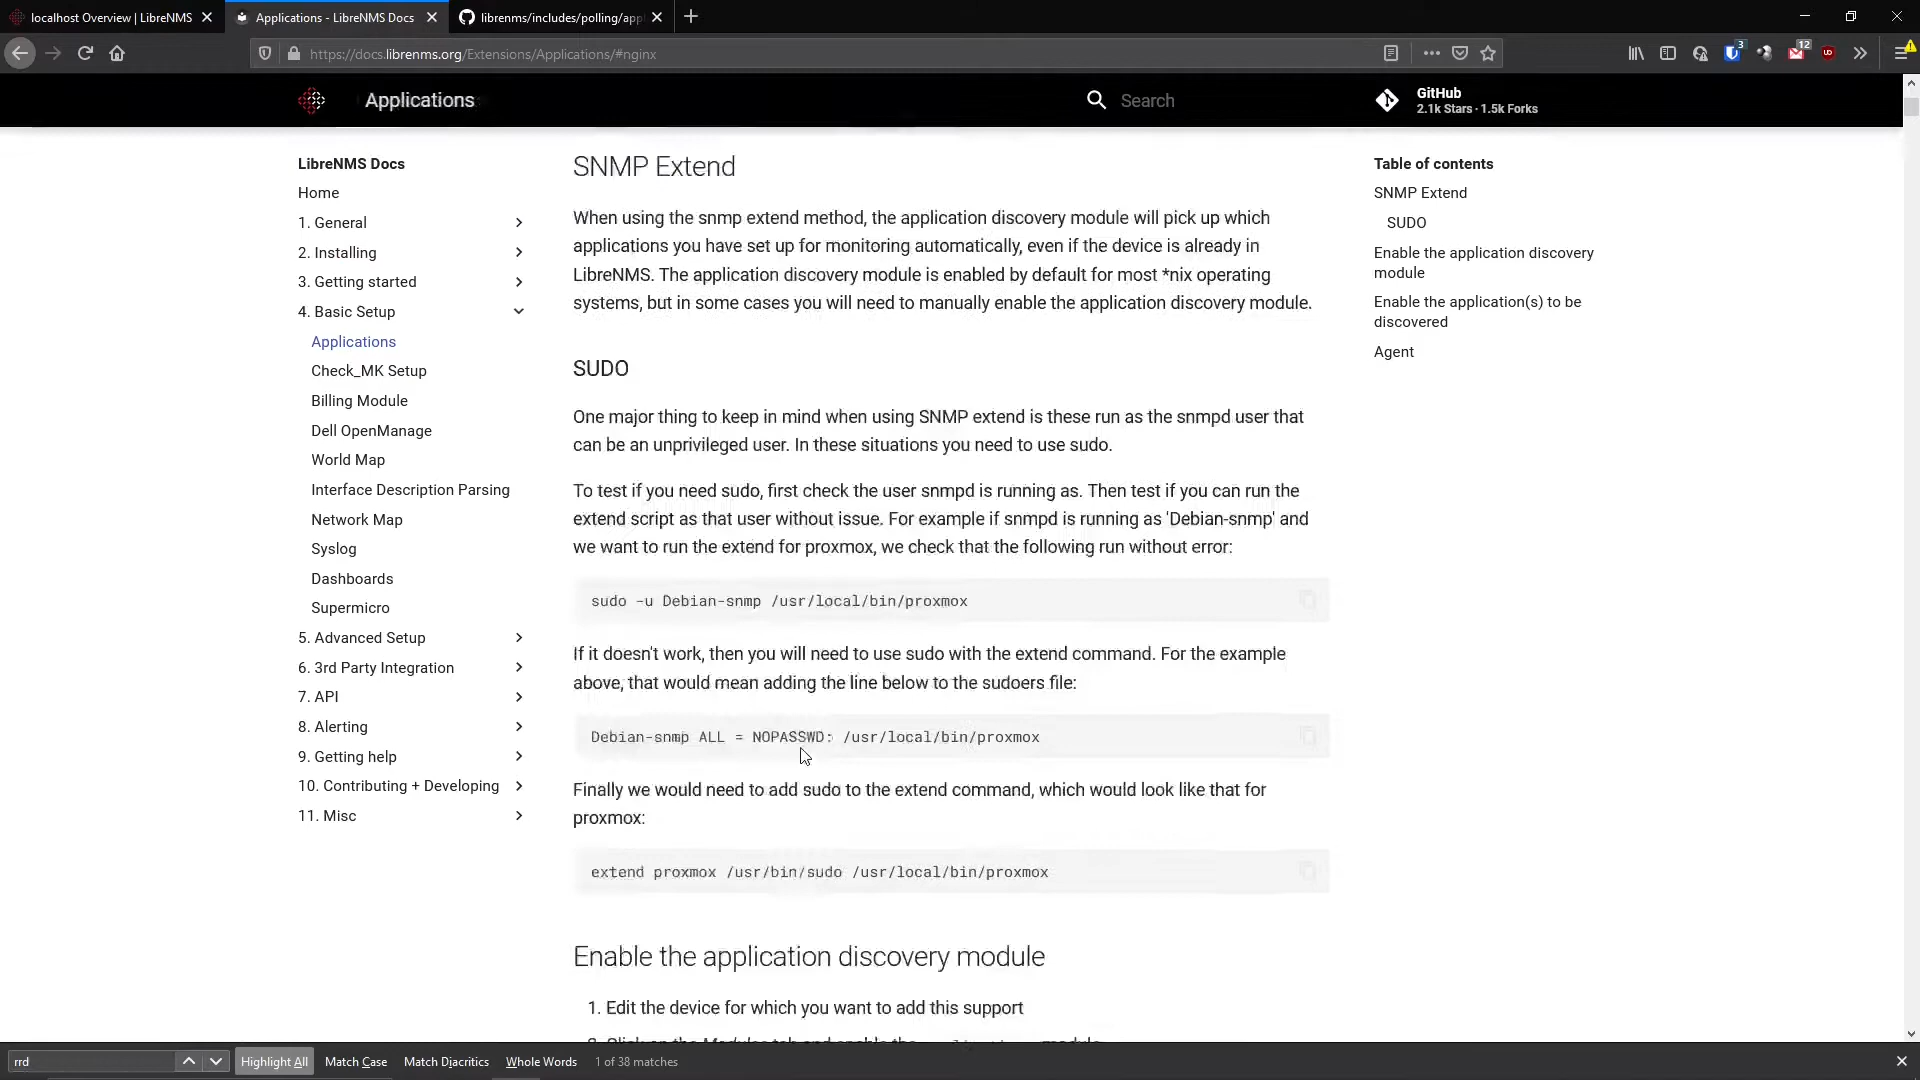 localhost Overview | LibreNMS
Applications - LibreNMS Docs
librenms/includes/polling/app
https://docs.librenms.org/Extensions/Applications/#nginx
3
12
Applications
Search
GitHub
2.1k Stars · 1.5k Forks
LibreNMS Docs
Home
1. General
2. Installing
3. Getting started
4. Basic Setup
Applications
Check_MK Setup
Billing Module
Dell OpenManage
World Map
Interface Description Parsing
Network Map
Syslog
Dashboards
Supermicro
5. Advanced Setup
6. 3rd Party Integration
7. API
8. Alerting
9. Getting help
10. Contributing + Developing
11. Misc
SNMP Extend
When using the snmp extend method, the application discovery module will pick up which
applications you have set up for monitoring automatically, even if the device is already in
LibreNMS. The application discovery module is enabled by default for most *nix operating
systems, but in some cases you will need to manually enable the application discovery module.
SUDO
One major thing to keep in mind when using SNMP extend is these run as the snmpd user that
can be an unprivileged user. In these situations you need to use sudo.
To test if you need sudo, first check the user snmpd is running as. Then test if you can run the
extend script as that user without issue. For example if snmpd is running as 'Debian-snmp' and
we want to run the extend for proxmox, we check that the following run without error:
sudo -u Debian-snmp /usr/local/bin/proxmox
If it doesn't work, then you will need to use sudo with the extend command. For the example
above, that would mean adding the line below to the sudoers file:
Debian-snmp ALL = NOPASSWD: /usr/local/bin/proxmox
Finally we would need to add sudo to the extend command, which would look like that for
proxmox:
extend proxmox /usr/bin/sudo /usr/local/bin/proxmox
Enable the application discovery module
1. Edit the device for which you want to add this support
Table of contents
SNMP Extend
SUDO
Enable the application discovery
module
Enable the application(s) to be
discovered
Agent
rrd
Highlight All
Match Case
Match Diacritics
Whole Words
1 of 38 matches